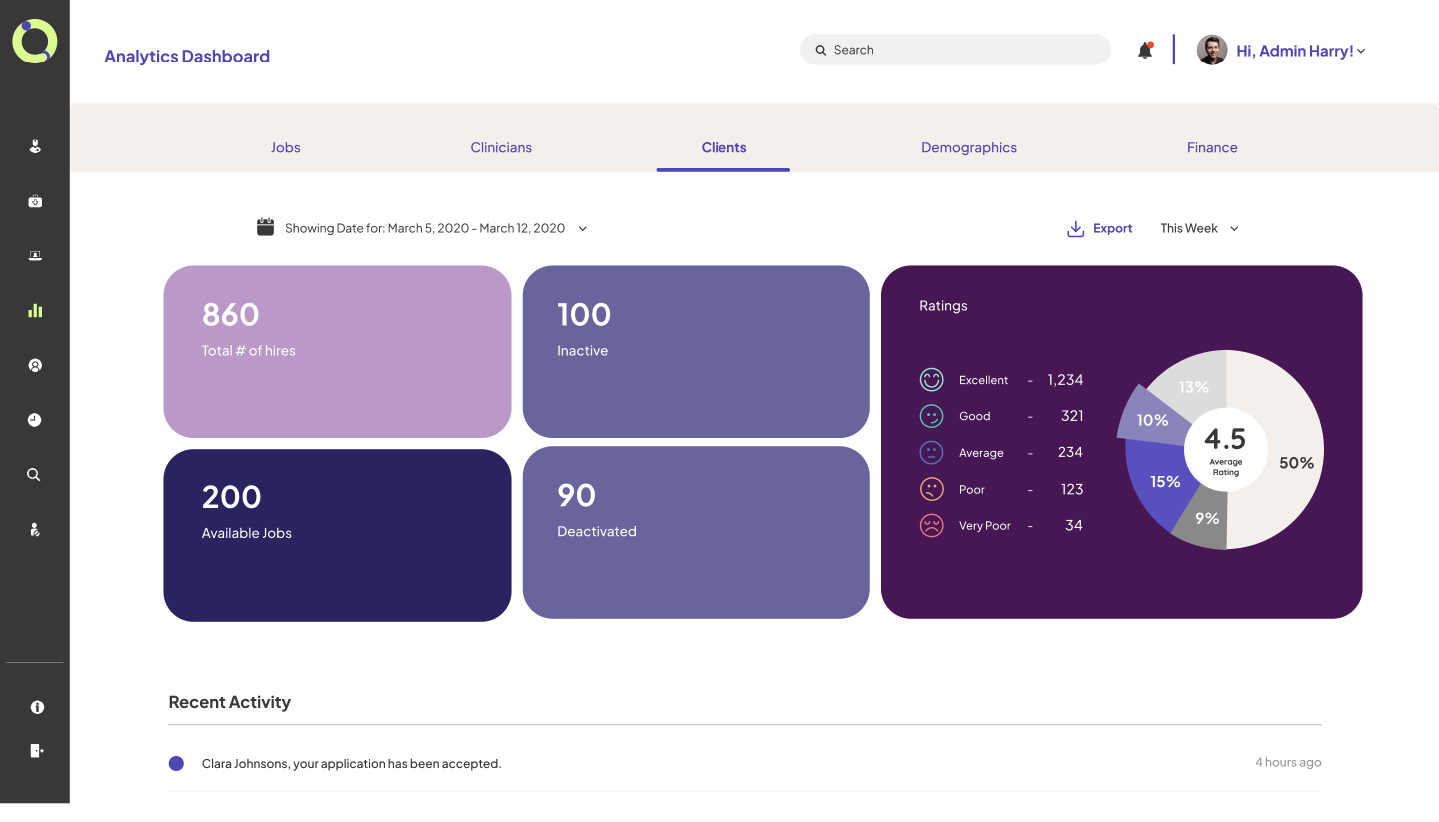 Analytics Dashboard
Search
Hi, Admin Harry!
Jobs
Clinicians
Clients
Demographics
Finance
Showing Date for: March 5, 2020 - March 12, 2020
Export
This Week
860
Total # of hires
100
Inactive
200
Available Jobs
90
Deactivated
Ratings
Excellent - 1,234
Good - 321
Average - 234
Poor - 123
Very Poor - 34
13%
10%
15%
9%
50%
4.5
Average
Rating
Recent Activity
Clara Johnsons, your application has been accepted.
4 hours ago